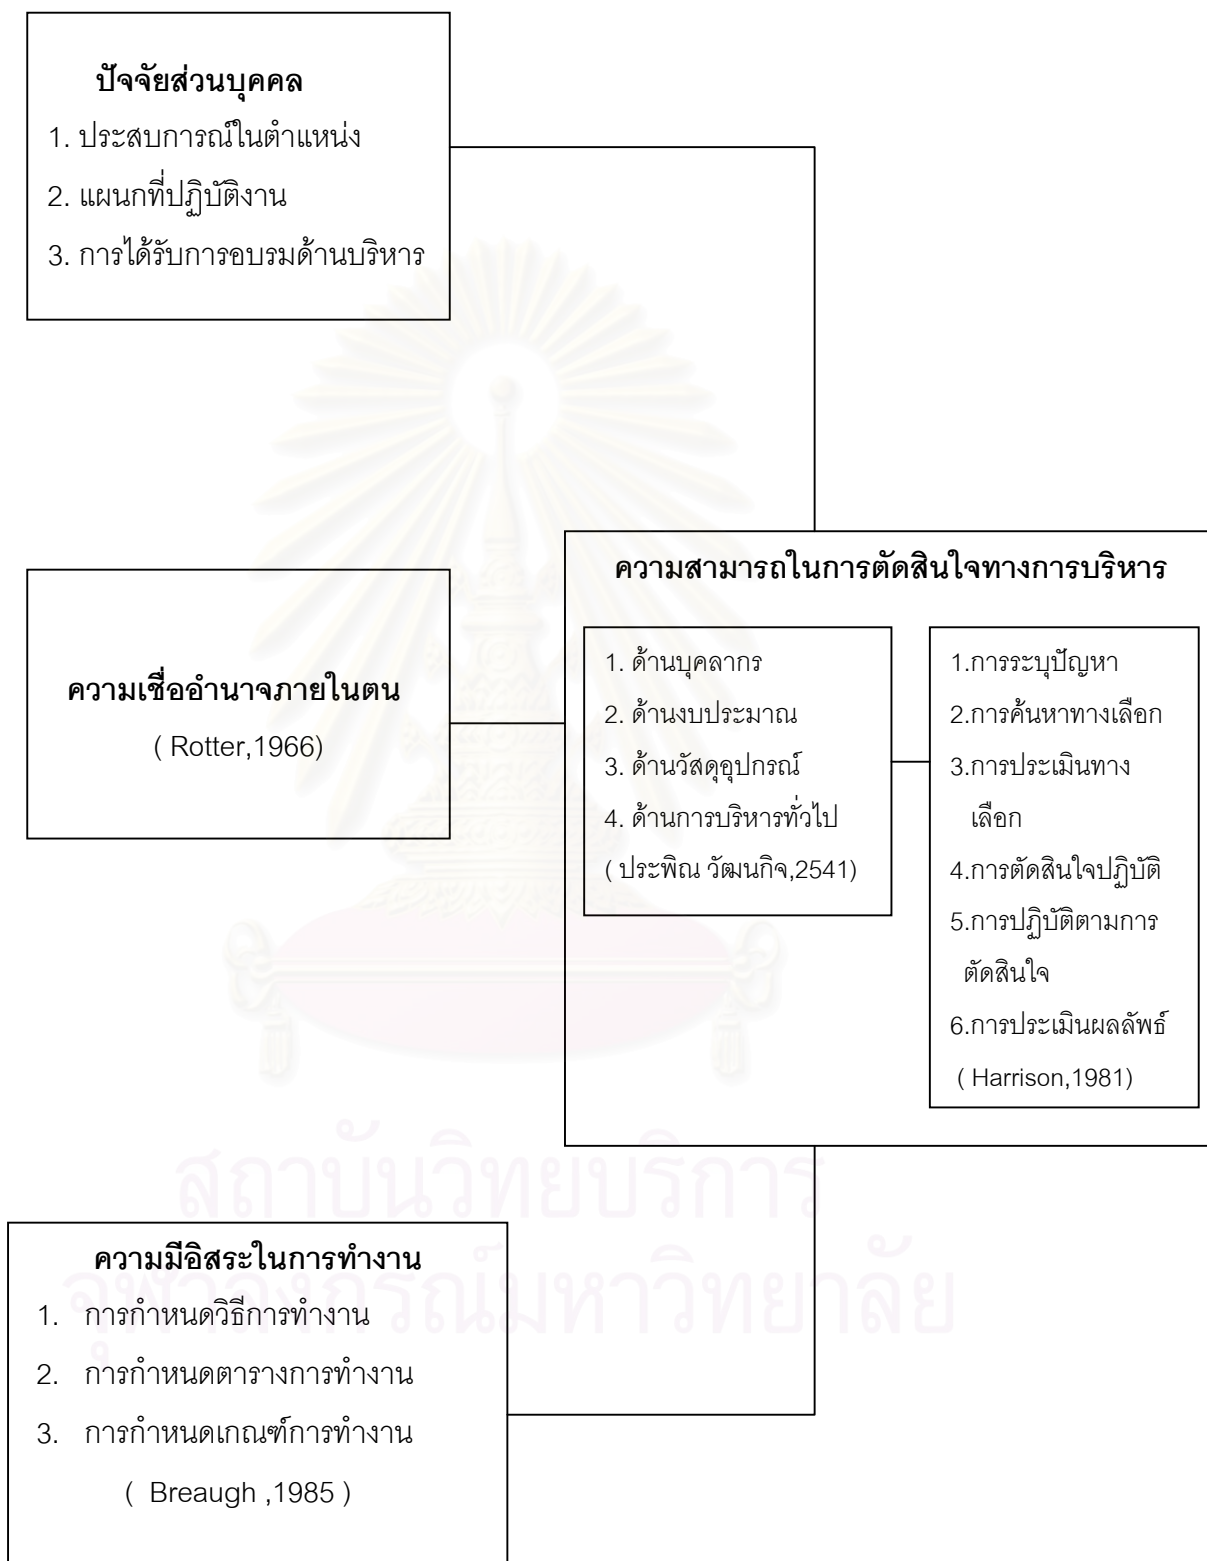 ปัจจัยส่วนบุคคล
1. ประสบการณ์ในตำแหน่ง
2. แผนกที่ปฏิบัติงาน
3. การได้รับการอบรมด้านบริหาร
ความเชื่ออำนาจภายในตน
( Rotter,1966)
ความสามารถในการตัดสินใจทางการบริหาร
1. ด้านบุคลากร
2. ด้านงบประมาณ
3. ด้านวัสดุอุปกรณ์
4. ด้านการบริหารทั่วไป
( ประพิณ วัฒนกิจ,2541)
1.การระบุปัญหา
2.การค้นหาทางเลือก
3.การประเมินทาง
เลือก
4.การตัดสินใจปฏิบัติ
5.การปฏิบัติตามการ
ตัดสินใจ
6.การประเมินผลลัพธ์
( Harrison,1981)
สถาบันวิทยบริการ
จุฬาลงกรณ์มหาวิทยาลัย
ความมีอิสระในการทำงาน
1. การกำหนดวิธีการทำงาน
2. การกำหนดตารางการทำงาน
3. การกำหนดเกณฑ์การทำงาน
( Breaugh ,1985 )